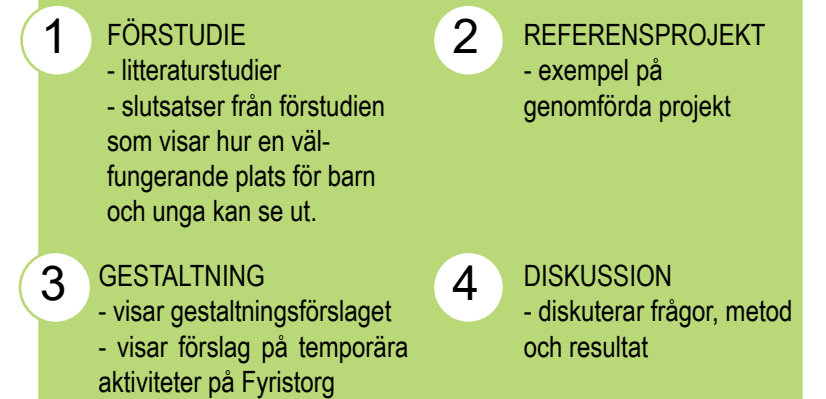 1
FÖRSTUDIE
- litteraturstudier
- slutsatser från förstudien
som visar hur en väl-
fungerande plats för barn
och unga kan se ut.
2
REFERENSPROJEKT
- exempel på
genomförda projekt
3
GESTALTNING
- visar gestaltningsförslaget
- visar förslag på temporära
aktiviteter på Fyristorg
4
DISKUSSION
- diskuterar frågor, metod
och resultat